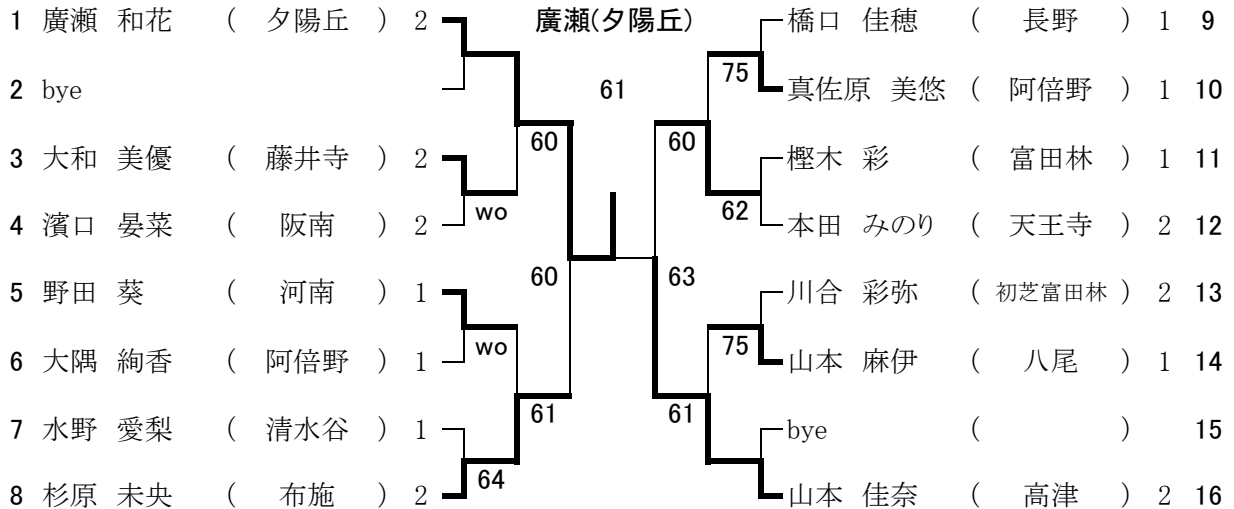 廣瀬(夕陽丘)
61
1 廣瀬 和花 ( 夕陽丘 ) 2
2 bye
3 大和 美優 ( 藤井寺 ) 2
4 濱口 晏菜 ( 阪南 ) 2
5 野田 葵 ( 河南 ) 1
6 大隅 絢香 ( 阿倍野 ) 1
7 水野 愛梨 ( 清水谷 ) 1
8 杉原 未央 ( 布施 ) 2
wo
wo
64
60
61
60
橋口 佳穂 ( 長野 ) 1 9
真佐原 美悠 ( 阿倍野 ) 1 10
樫木 彩 ( 富田林 ) 1 11
本田 みのり ( 天王寺 ) 2 12
川合 彩弥 ( 初芝富田林 ) 2 13
山本 麻伊 ( 八尾 ) 1 14
bye ( ) 15
山本 佳奈 ( 高津 ) 2 16
75
62
75
60
61
63